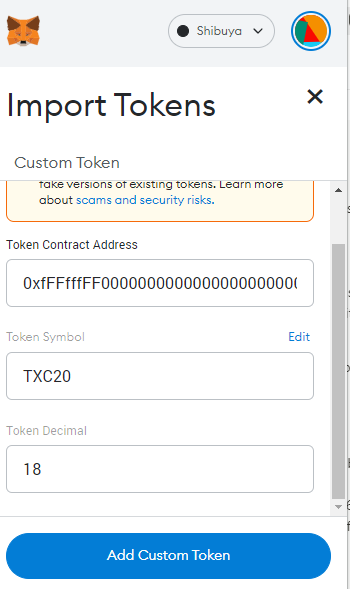 Shibuya
Import Tokens
Custom Token
fake versions of existing tokens. Learn more
about scams and security risks.
Token Contract Address
Token Symbol
Edit
TXC20
Token Decimal
18
Add Custom Token